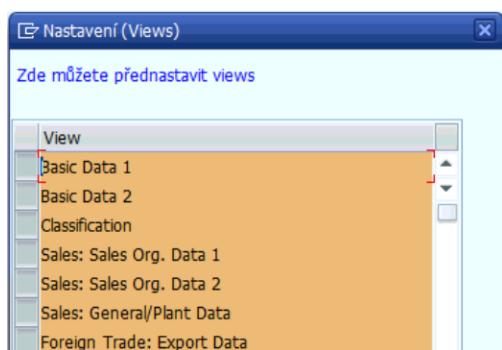 Nastavení (Views)
Zde můžete přednastavit views
View
Basic Data 1
Basic Data 2
Classification
Sales: Sales Org. Data 1
Sales: Sales Org. Data 2
Sales: General/Plant Data
Foreign Trade: Export Data